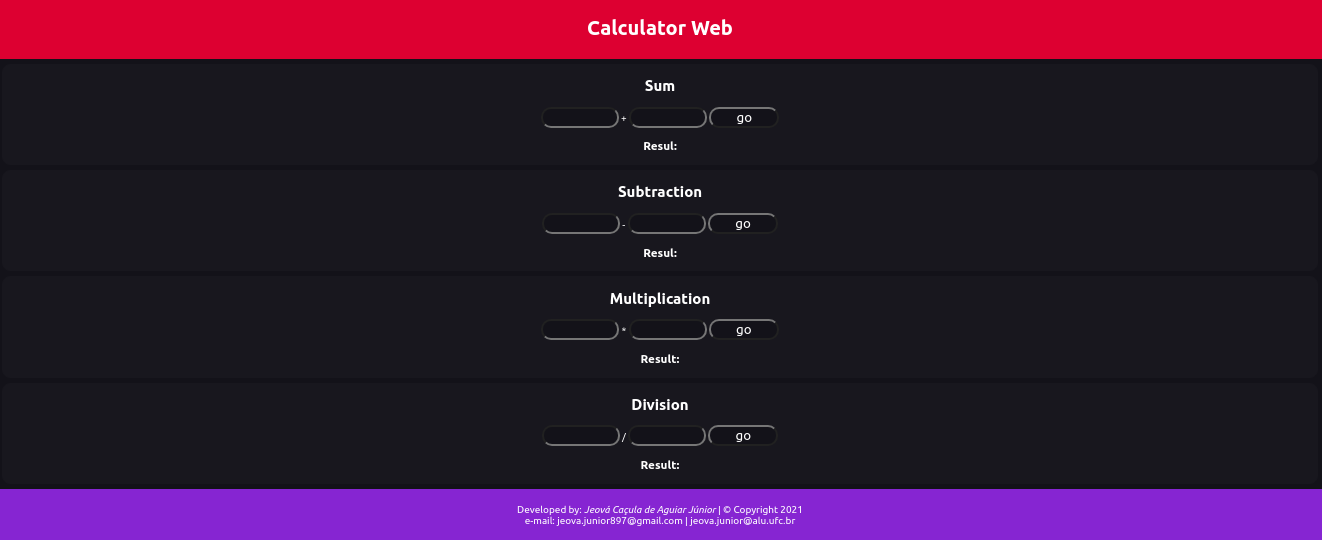 Calculator Web
Sum
+ go
Resul:
Subtraction
- go
Resul:
Multiplication
* go
Result:
Division
/ go
Result:
Developed by: Jeová Caçula de Aguiar Júnior | © Copyright 2021
e-mail: jeova.junior897@gmail.com | jeova.junior@alu.ufc.br